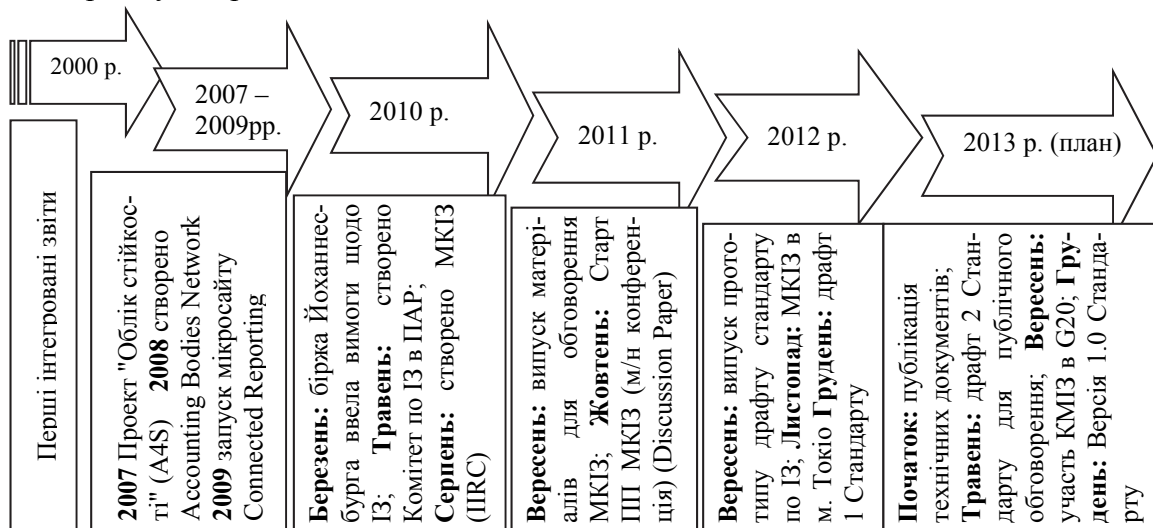 2000 р.
2007 –
2009рр.
2010 р.
2011 р.
2012 р.
2013 р. (план)
Перші інтегровані звіти
2007 Проект "Облік стійкос-
ті" (A4S) 2008 створено
Accounting Bodies Network
2009 запуск мікросайту
Connected Reporting
Березень: біржа Йоханнес-
бурга ввела вимоги щодо
ІЗ; Травень: створено
Комітет по ІЗ в ПАР;
Серпень: створено МКІЗ
(IIRC)
Вересень: випуск матері-
алів для обговорення
МКІЗ; Жовтень: Старт
ПП МКІЗ (м/н конферен-
ція) (Discussion Paper)
Вересень: випуск прото-
типу драфту стандарту
по ІЗ; Листопад: МКІЗ в
м. Токіо Грудень: драфт
1 Стандарту
Початок: публікація
технічних документів;
Травень: драфт 2 Стан-
дарту для публічного
обговорення; Вересень:
участь КМІЗ в G20; Гру-
день: Версія 1.0 Станда-
рту